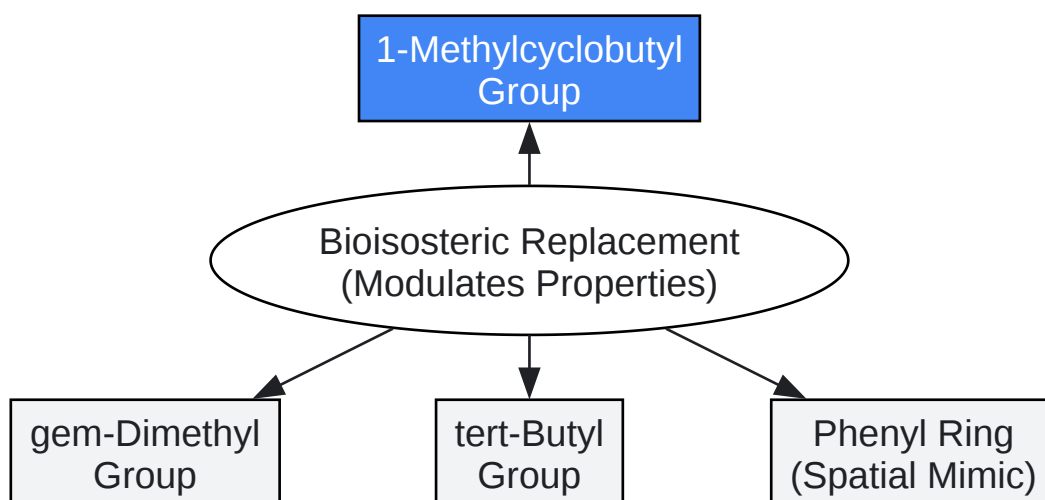 1-Methylcyclobutyl
Group
Bioisosteric Replacement
(Modulates Properties)
gem-Dimethyl
Group
tert-Butyl
Group
Phenyl Ring
(Spatial Mimic)